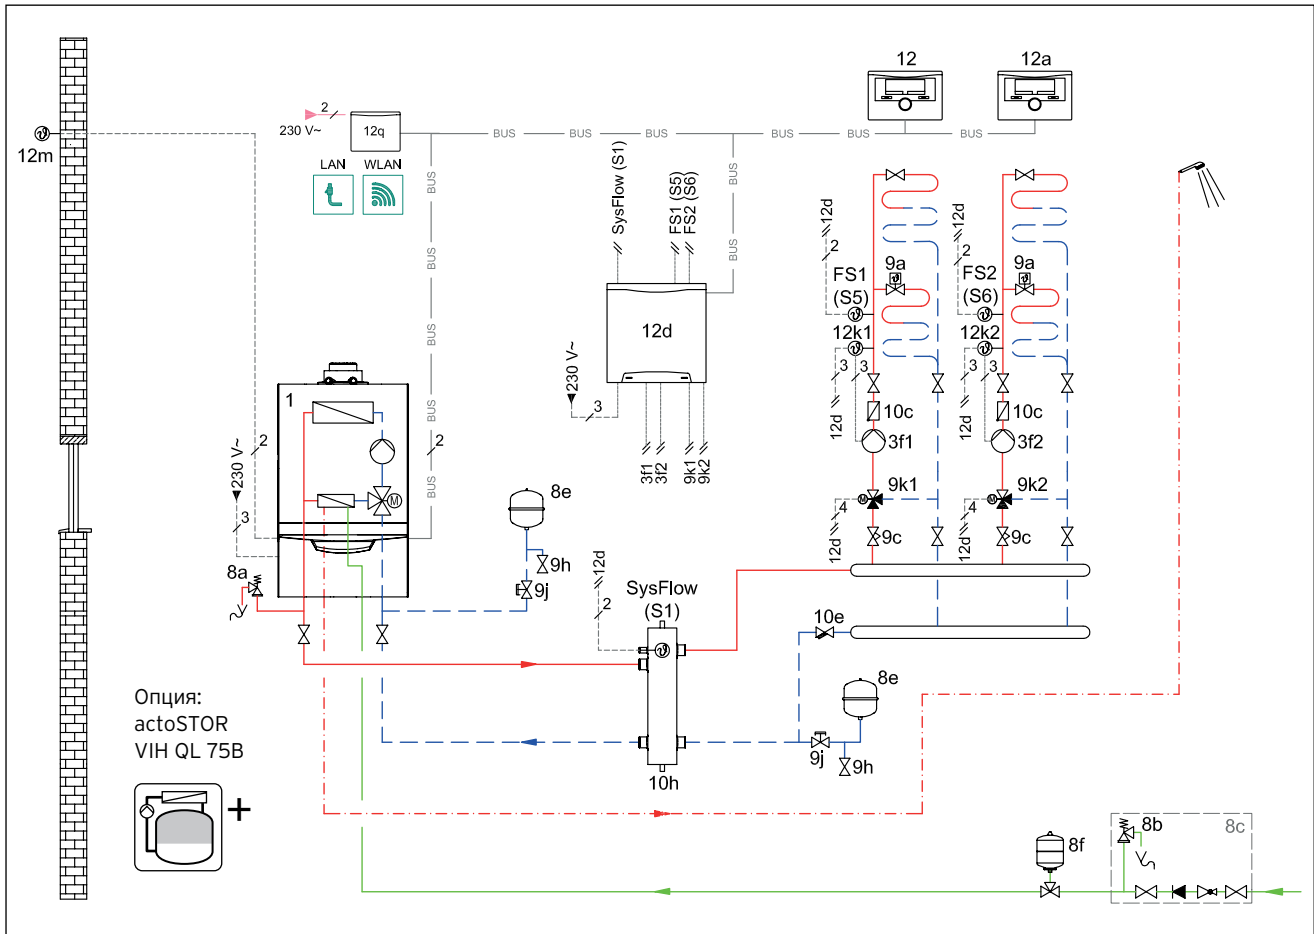 12
12a
2
230 V~
12q
BUS
BUS
BUS
BUS
BUS
BUS
12m
LAN
WLAN
BUS
BUS
BUS
BUS
BUS
SysFlow (S1)
FS1 (S5)
FS2 (S6)
12d
2
FS1
(S5)
9a
12d
2
FS2
(S6)
9a
12d
12k1
12k2
3
3
3
3
230 V~
3
12d
12d
10c
10c
3f1
3f2
3f1
3f2
9k1
9k2
1
2
2
230 V~
3
M
8e
9k1
9k2
M
M
4
4
12d
12d
9c
9c
9h
9j
8a
12d
2
SysFlow
(S1)
10e
8e
Опция:
actoSTOR
VIH QL 75B
9j
9h
10h
+
8f
8b
8c